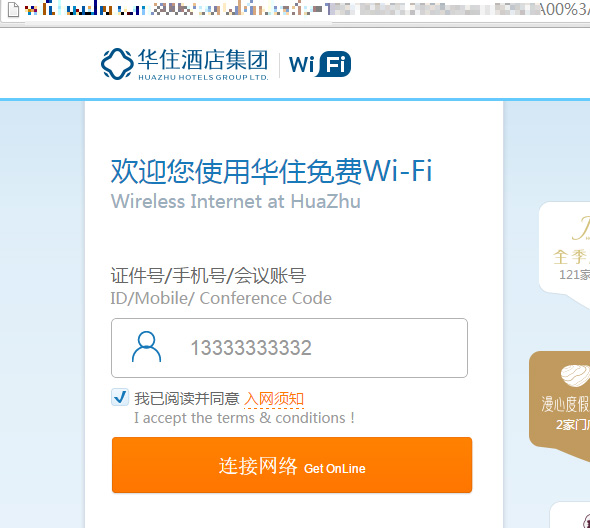 A00%3A
华住酒店集团
HUAZHU HOTELS GROUP LTD.
Wi Fi
欢迎您使用华住免费Wi-Fi
Wireless Internet at HuaZhu
证件号/手机号/会议账号
ID/Mobile/ Conference Code
13333333332
我已阅读并同意 入网须知
I accept the terms & conditions !
连接网络 Get OnLine
全季
121家
漫心度假
2家门